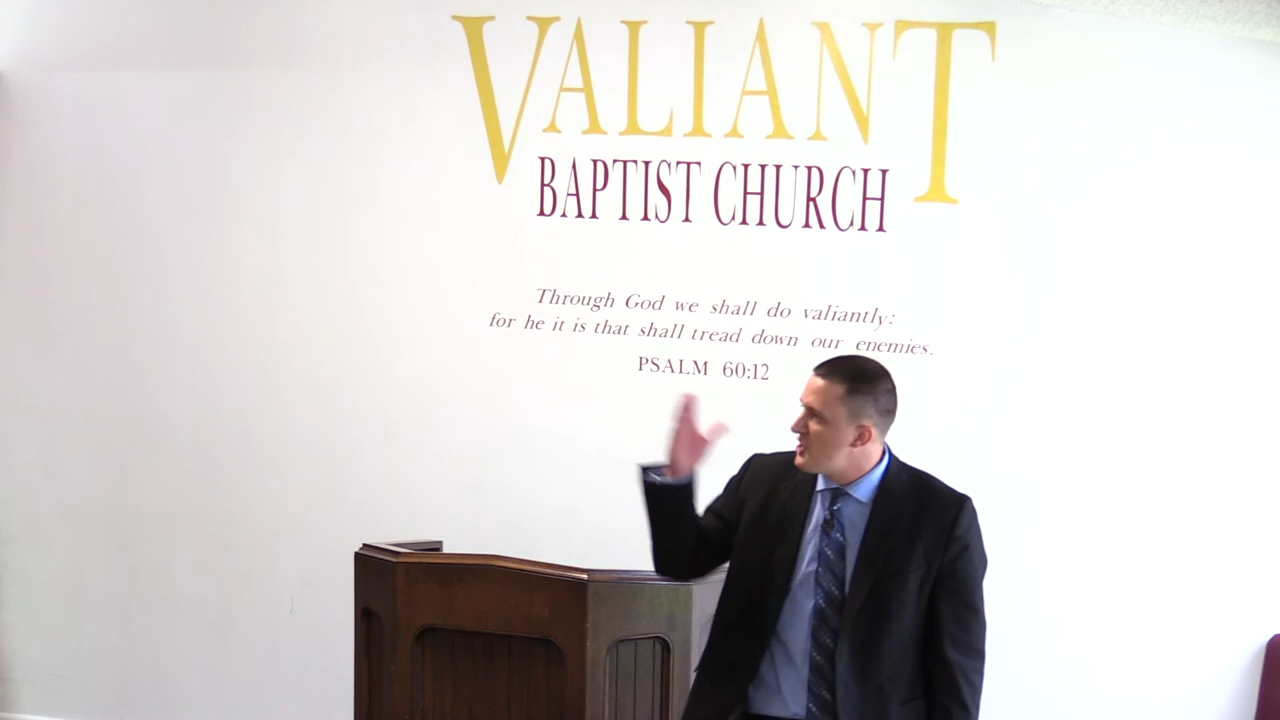 VALIANT
BAPTIST CHURCH
Through God we shall do valiantly:
for he it is that shall tread down our enemies.
PSALM 60:12